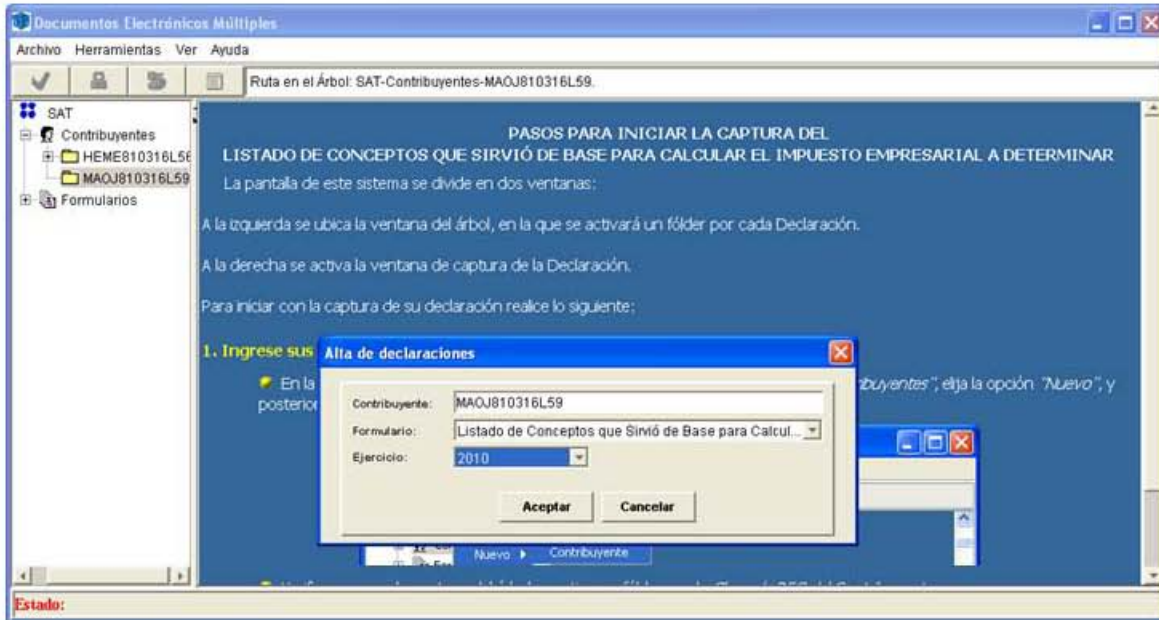 Documentos Electrónicos Múltiples
Archivo Herramientas Ver Ayuda
Ruta en el Árbol: SAT-Contribuyentes-MAOJ810316L59.
SAT
Contribuyentes
HEME810316L56
MAOJ810316L59
Formularios
PASOS PARA INICIAR LA CAPTURA DEL
LISTADO DE CONCEPTOS QUE SIRVIÓ DE BASE PARA CALCULAR EL IMPUESTO EMPRESARIAL A DETERMINAR
La pantalla de este sistema se divide en dos ventanas:
A la izquierda se ubica la ventana del árbol, en la que se activará un fólder por cada Declaración.
A la derecha se activa la ventana de captura de la Declaración.
Para iniciar con la captura de su declaración realice lo siguiente:
1. Ingrese sus
En la
elija la opción "Nuevo", y
posterior
Alta de declaraciones
Contribuyente: MAOJ810316L59
Formulario: Listado de Conceptos que Sirvió de Base para Calcul...
Ejercicio: 2010
Aceptar Cancelar
Nuevo Contribuyente
Estado: